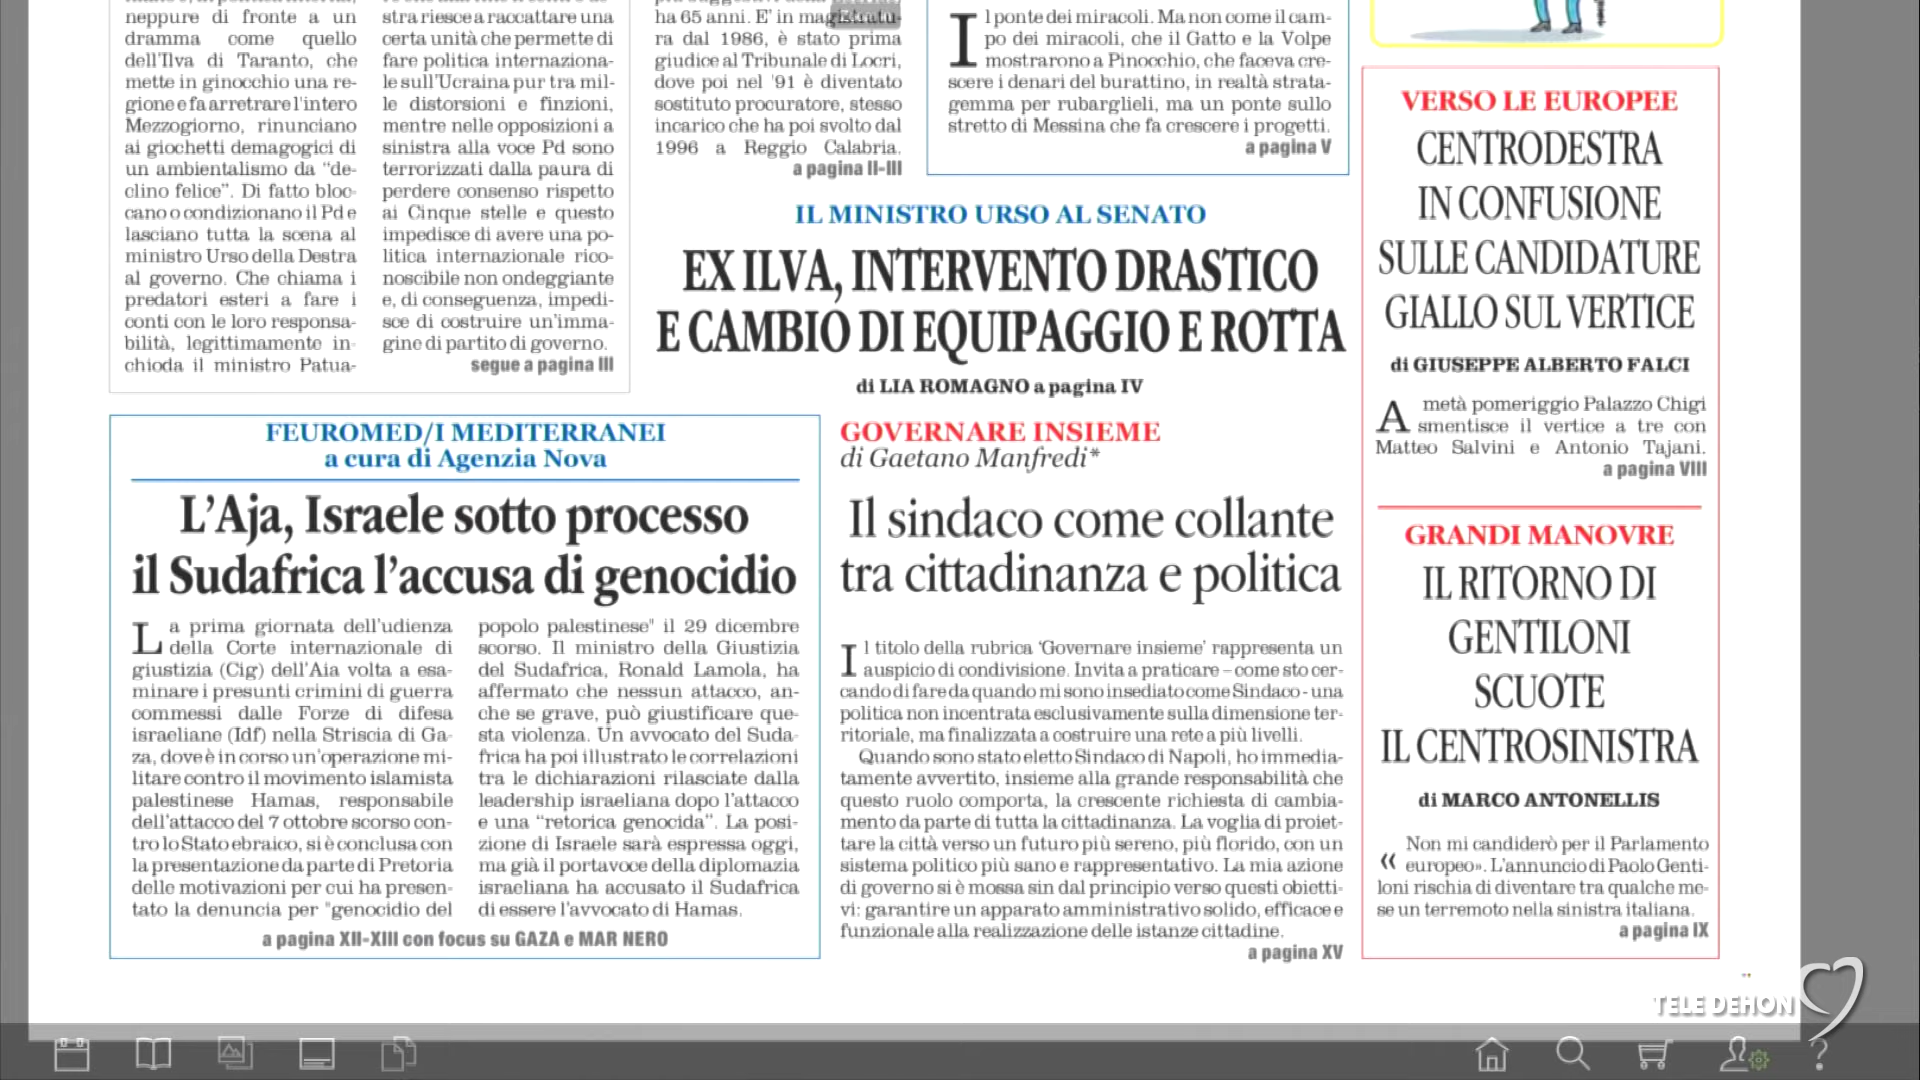 neppure di fronte a un
dramma come quello
dell'Ilva di Taranto, che
mette in ginocchio una re-
gione e fa arretrare l'intero
Mezzogiorno, rinunciano
ai giochetti demagogici di
un ambientalismo da “de-
clino felice”. Di fatto bloc-
cano o condizionano il Pd e
lasciano tutta la scena al
ministro Urso della Destra
al governo. Che chiama i
predatori esteri a fare i
conti con le loro responsa-
bilità, legittimamente in-
chioda il ministro Patua-
stra riesce a raccattare una
certa unità che permette di
fare politica internaziona-
le sull'Ucraina pur tra mil-
le distorsioni e finzioni,
mentre nelle opposizioni a
sinistra alla voce Pd sono
terrorizzati dalla paura di
perdere consenso rispetto
ai Cinque stelle e questo
impedisce di avere una po-
litica internazionale rico-
noscibile non ondeggiante
e, di conseguenza, impedi-
sce di costruire un'imma-
gine di partito di governo.
segue a pagina III
ha 65 anni. E' in magistratu-
ra dal 1986, è stato prima
giudice al Tribunale di Locri,
dove poi nel '91 è diventato
sostituto procuratore, stesso
incarico che ha poi svolto dal
1996 a Reggio Calabria.
a pagina II-III
Il ponte dei miracoli. Ma non come il cam-
po dei miracoli, che il Gatto e la Volpe
mostrarono a Pinocchio, che faceva cre-
scere i denari del burattino, in realtà strata-
gemma per rubarglieli, ma un ponte sullo
stretto di Messina che fa crescere i progetti.
a pagina V
IL MINISTRO URSO AL SENATO
EX ILVA, INTERVENTO DRASTICO
E CAMBIO DI EQUIPAGGIO E ROTTA
di LIA ROMAGNO a pagina IV
FEUROMED/I MEDITERRANEI
a cura di Agenzia Nova
L’Aja, Israele sotto processo
il Sudafrica l’accusa di genocidio
La prima giornata dell'udienza
della Corte internazionale di
giustizia (Cig) dell'Aia volta a esa-
minare i presunti crimini di guerra
commessi dalle Forze di difesa
israeliane (Idf) nella Striscia di Ga-
za, dove è in corso un'operazione mi-
litare contro il movimento islamista
palestinese Hamas, responsabile
dell'attacco del 7 ottobre scorso con-
tro lo Stato ebraico, si è conclusa con
la presentazione da parte di Pretoria
delle motivazioni per cui ha presen-
tato la denuncia per "genocidio del
popolo palestinese" il 29 dicembre
scorso. Il ministro della Giustizia
del Sudafrica, Ronald Lamola, ha
affermato che nessun attacco, an-
che se grave, può giustificare que-
sta violenza. Un avvocato del Suda-
frica ha poi illustrato le correlazioni
tra le dichiarazioni rilasciate dalla
leadership israeliana dopo l'attacco
e una “retorica genocida”. La posi-
zione di Israele sarà espressa oggi,
ma già il portavoce della diplomazia
israeliana ha accusato il Sudafrica
di essere l'avvocato di Hamas.
a pagina XII-XIII con focus su GAZA e MAR NERO
GOVERNARE INSIEME
di Gaetano Manfredi*
Il sindaco come collante
tra cittadinanza e politica
Il titolo della rubrica ‘Governare insieme’ rappresenta un
auspicio di condivisione. Invita a praticare – come sto cer-
cando di fare da quando mi sono insediato come Sindaco - una
politica non incentrata esclusivamente sulla dimensione ter-
ritoriale, ma finalizzata a costruire una rete a più livelli.
Quando sono stato eletto Sindaco di Napoli, ho immedia-
tamente avvertito, insieme alla grande responsabilità che
questo ruolo comporta, la crescente richiesta di cambia-
mento da parte di tutta la cittadinanza. La voglia di proiet-
tare la città verso un futuro più sereno, più florido, con un
sistema politico più sano e rappresentativo. La mia azione
di governo si è mossa sin dal principio verso questi obietti-
vi: garantire un apparato amministrativo solido, efficace e
funzionale alla realizzazione delle istanze cittadine.
a pagina XV
VERSO LE EUROPEE
CENTRODESTRA
IN CONFUSIONE
SULLE CANDIDATURE
GIALLO SUL VERTICE
di GIUSEPPE ALBERTO FALCI
A metà pomeriggio Palazzo Chigi
smentisce il vertice a tre con
Matteo Salvini e Antonio Tajani.
a pagina VIII
GRANDI MANOVRE
IL RITORNO DI
GENTILONI
SCUOTE
IL CENTROSINISTRA
di MARCO ANTONELLIS
« Non mi candiderò per il Parlamento
europeo». L'annuncio di Paolo Genti-
loni rischia di diventare tra qualche me-
se un terremoto nella sinistra italiana.
a pagina IX
TELE DEHON
?